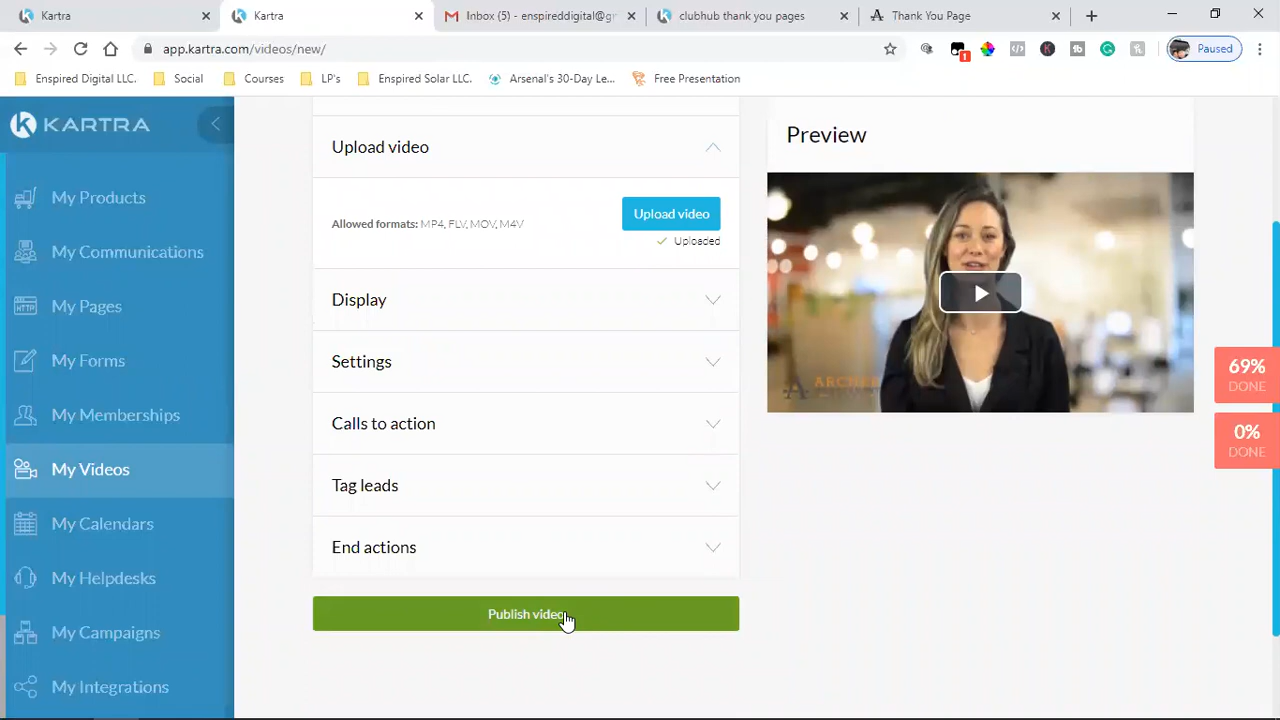 Kartra
Kartra
Inbox (5) - enspireddigital@gr
clubhub thank you pages
Thank You Page
app.kartra.com/videos/new/
Paused
Enspired Digital LLC.
Social
Courses
LP's
Enspired Solar LLC.
Arsenal's 30-Day Le...
Free Presentation
KARTRA
My Products
My Communications
HTTP
My Pages
My Forms
My Memberships
My Videos
My Calendars
My Helpdesks
My Campaigns
My Integrations
Upload video
Allowed formats: MP4, FLV, MOV, M4V
Upload video
Uploaded
Display
Settings
Calls to action
Tag leads
End actions
Publish video
Preview
69%
DONE
0%
DONE